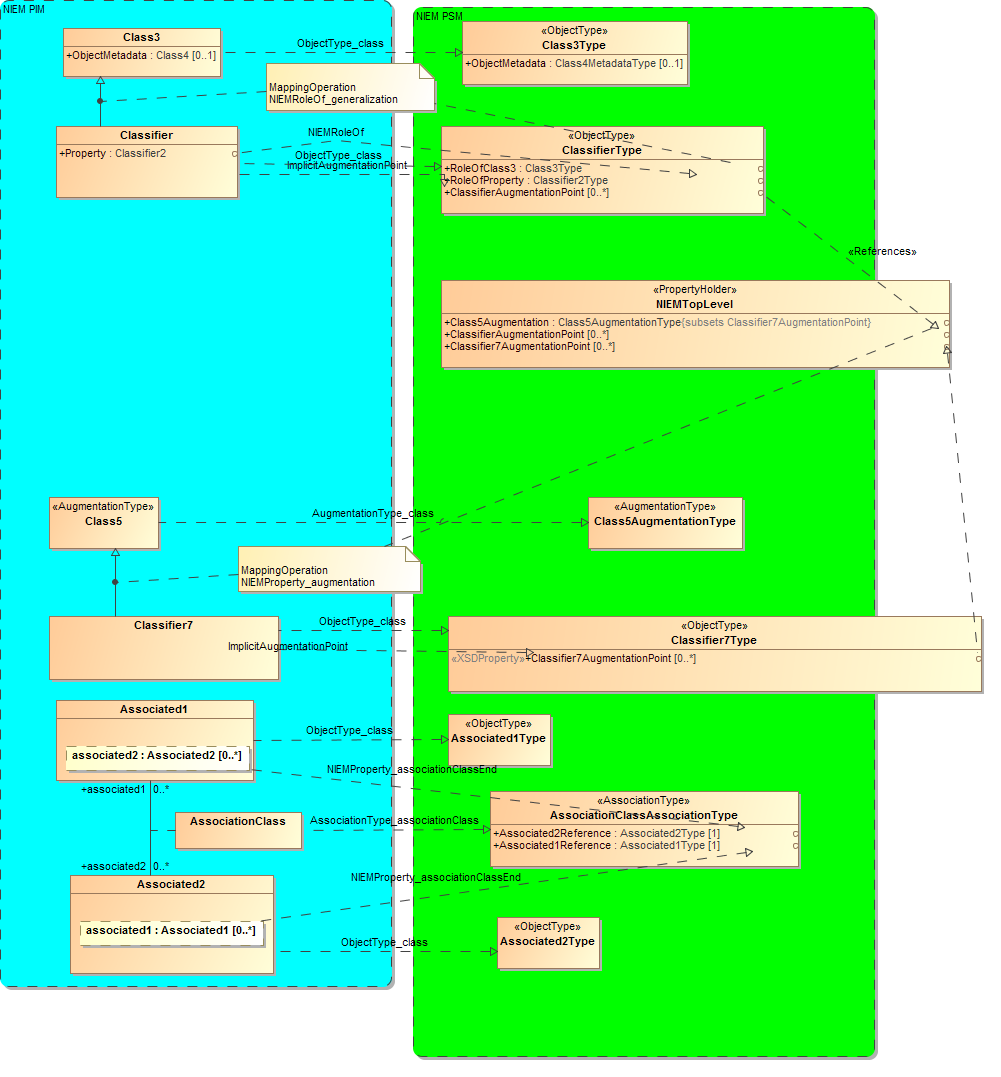 NIEM PIM
NIEM PSM
Class3
+ObjectMetadata : Class4 [0..1]
ObjectType_class
«ObjectType»
Class3Type
+ObjectMetadata : Class4MetadataType [0..1]
MappingOperation
NIEMRoleOf_generalization
Classifier
+Property : Classifier2
c
NIEMRoleOf
ObjectType_class
ImplicitAugmentationPoint
«ObjectType»
ClassifierType
+RoleOfClass3 : Class3Type
c
+RoleOfProperty : Classifier2Type
c
+ClassifierAugmentationPoint [0..*]
c
«References»
«PropertyHolder»
NIEMTopLevel
+Class5Augmentation : Class5AugmentationType{subsets Classifier7AugmentationPoint}
c
+ClassifierAugmentationPoint [0..*]
c
+Classifier7AugmentationPoint [0..*]
c
«AugmentationType»
Class5
AugmentationType_class
«AugmentationType»
Class5AugmentationType
MappingOperation
NIEMProperty_augmentation
Classifier7
ObjectType_class
ImplicitAugmentationPoint
«ObjectType»
Classifier7Type
«XSDProperty»+Classifier7AugmentationPoint [0..*]
c
Associated1
associated2 : Associated2 [0..*]
ObjectType_class
«ObjectType»
Associated1Type
NIEMProperty_associationClassEnd
+associated1
0..*
AssociationClass
AssociationType_associationClass
«AssociationType»
AssociationClassAssociationType
+Associated2Reference : Associated2Type [1]
c
+Associated1Reference : Associated1Type [1]
c
+associated2
0..*
Associated2
associated1 : Associated1 [0..*]
NIEMProperty_associationClassEnd
ObjectType_class
«ObjectType»
Associated2Type